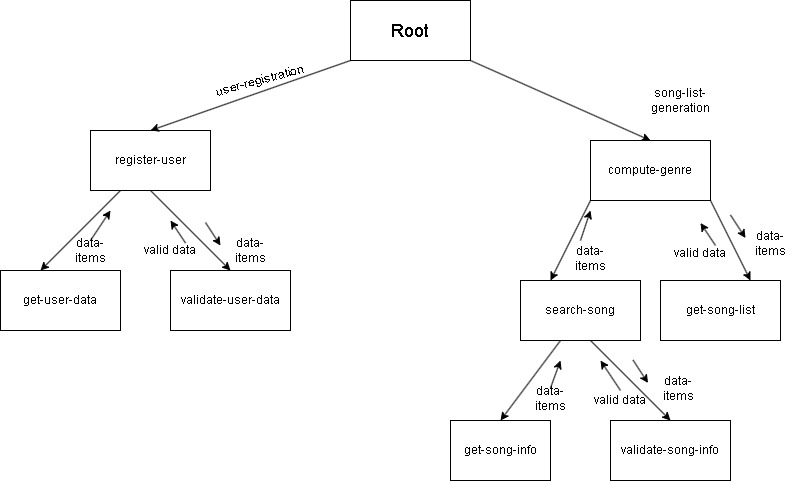 Root
user-registration
song-list-
generation
register-user
compute-genre
data-
items
valid data
data-
items
data-
items
valid data
data-
items
get-user-data
validate-user-data
search-song
get-song-list
data-
items
valid data
data-
items
get-song-info
validate-song-info